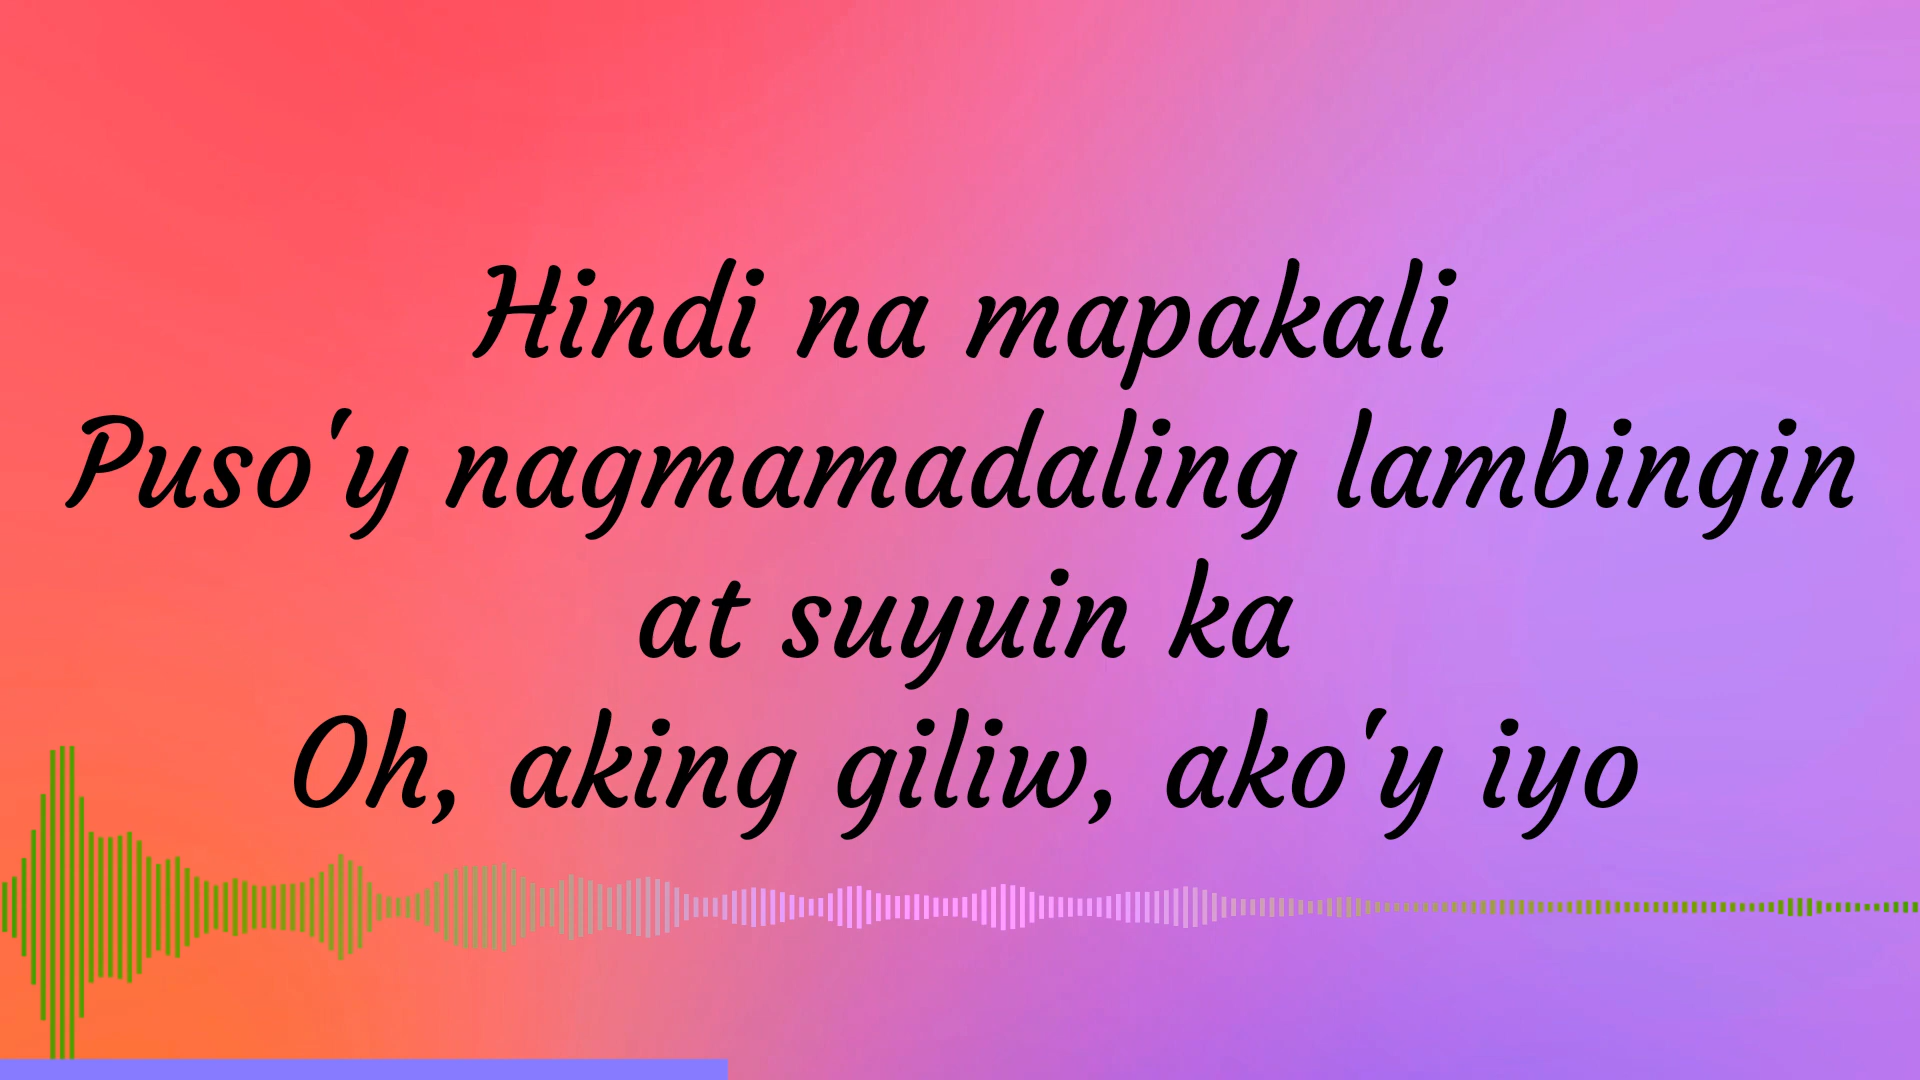 Hindi na mapakali
Puso'y nagmamadaling lambingin
at suyuin ka
Oh, aking giliw, ako'y iyo